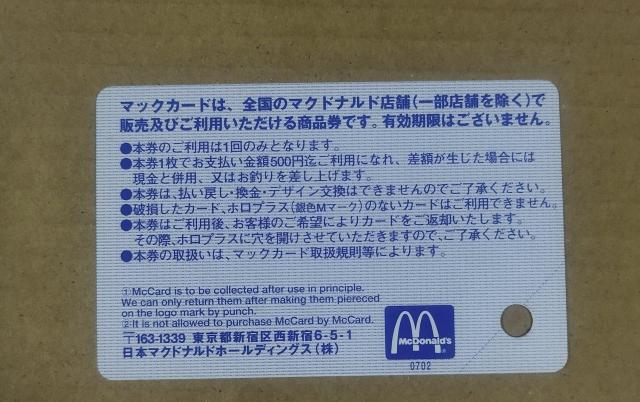 マックカードは、全国のマクドナルド店舗(一部店舗を除く)で
販売及びご利用いただける商品券です。有効期限はございません。
●本券のご利用は1回のみとなります。
●本券1枚でお支払い金額500円迄ご利用になれ、差額が生じた場合には
現金と併用、又はお釣りを差し上げます。
●本券は、払い戻し・換金・デザイン交換はできませんのでご了承ください。
●破損したカード、ホロプラス(銀色Mマーク)のないカードはご利用できません。
●本券はご利用後、お客様のご希望によりカードをご返却いたします。
その際、ホロプラスに穴を開けさせていただきますので、ご了承ください。
●本券の取扱いは、マックカード取扱規則等によります。
①McCard is to be collected after use in principle.
We can only return them after making them piereced
on the logo mark by punch.
②It is not allowed to purchase McCard by McCard.
〒163-1339 東京都新宿区西新宿6-5-1
日本マクドナルドホールディングス(株)
McDonald's
0702